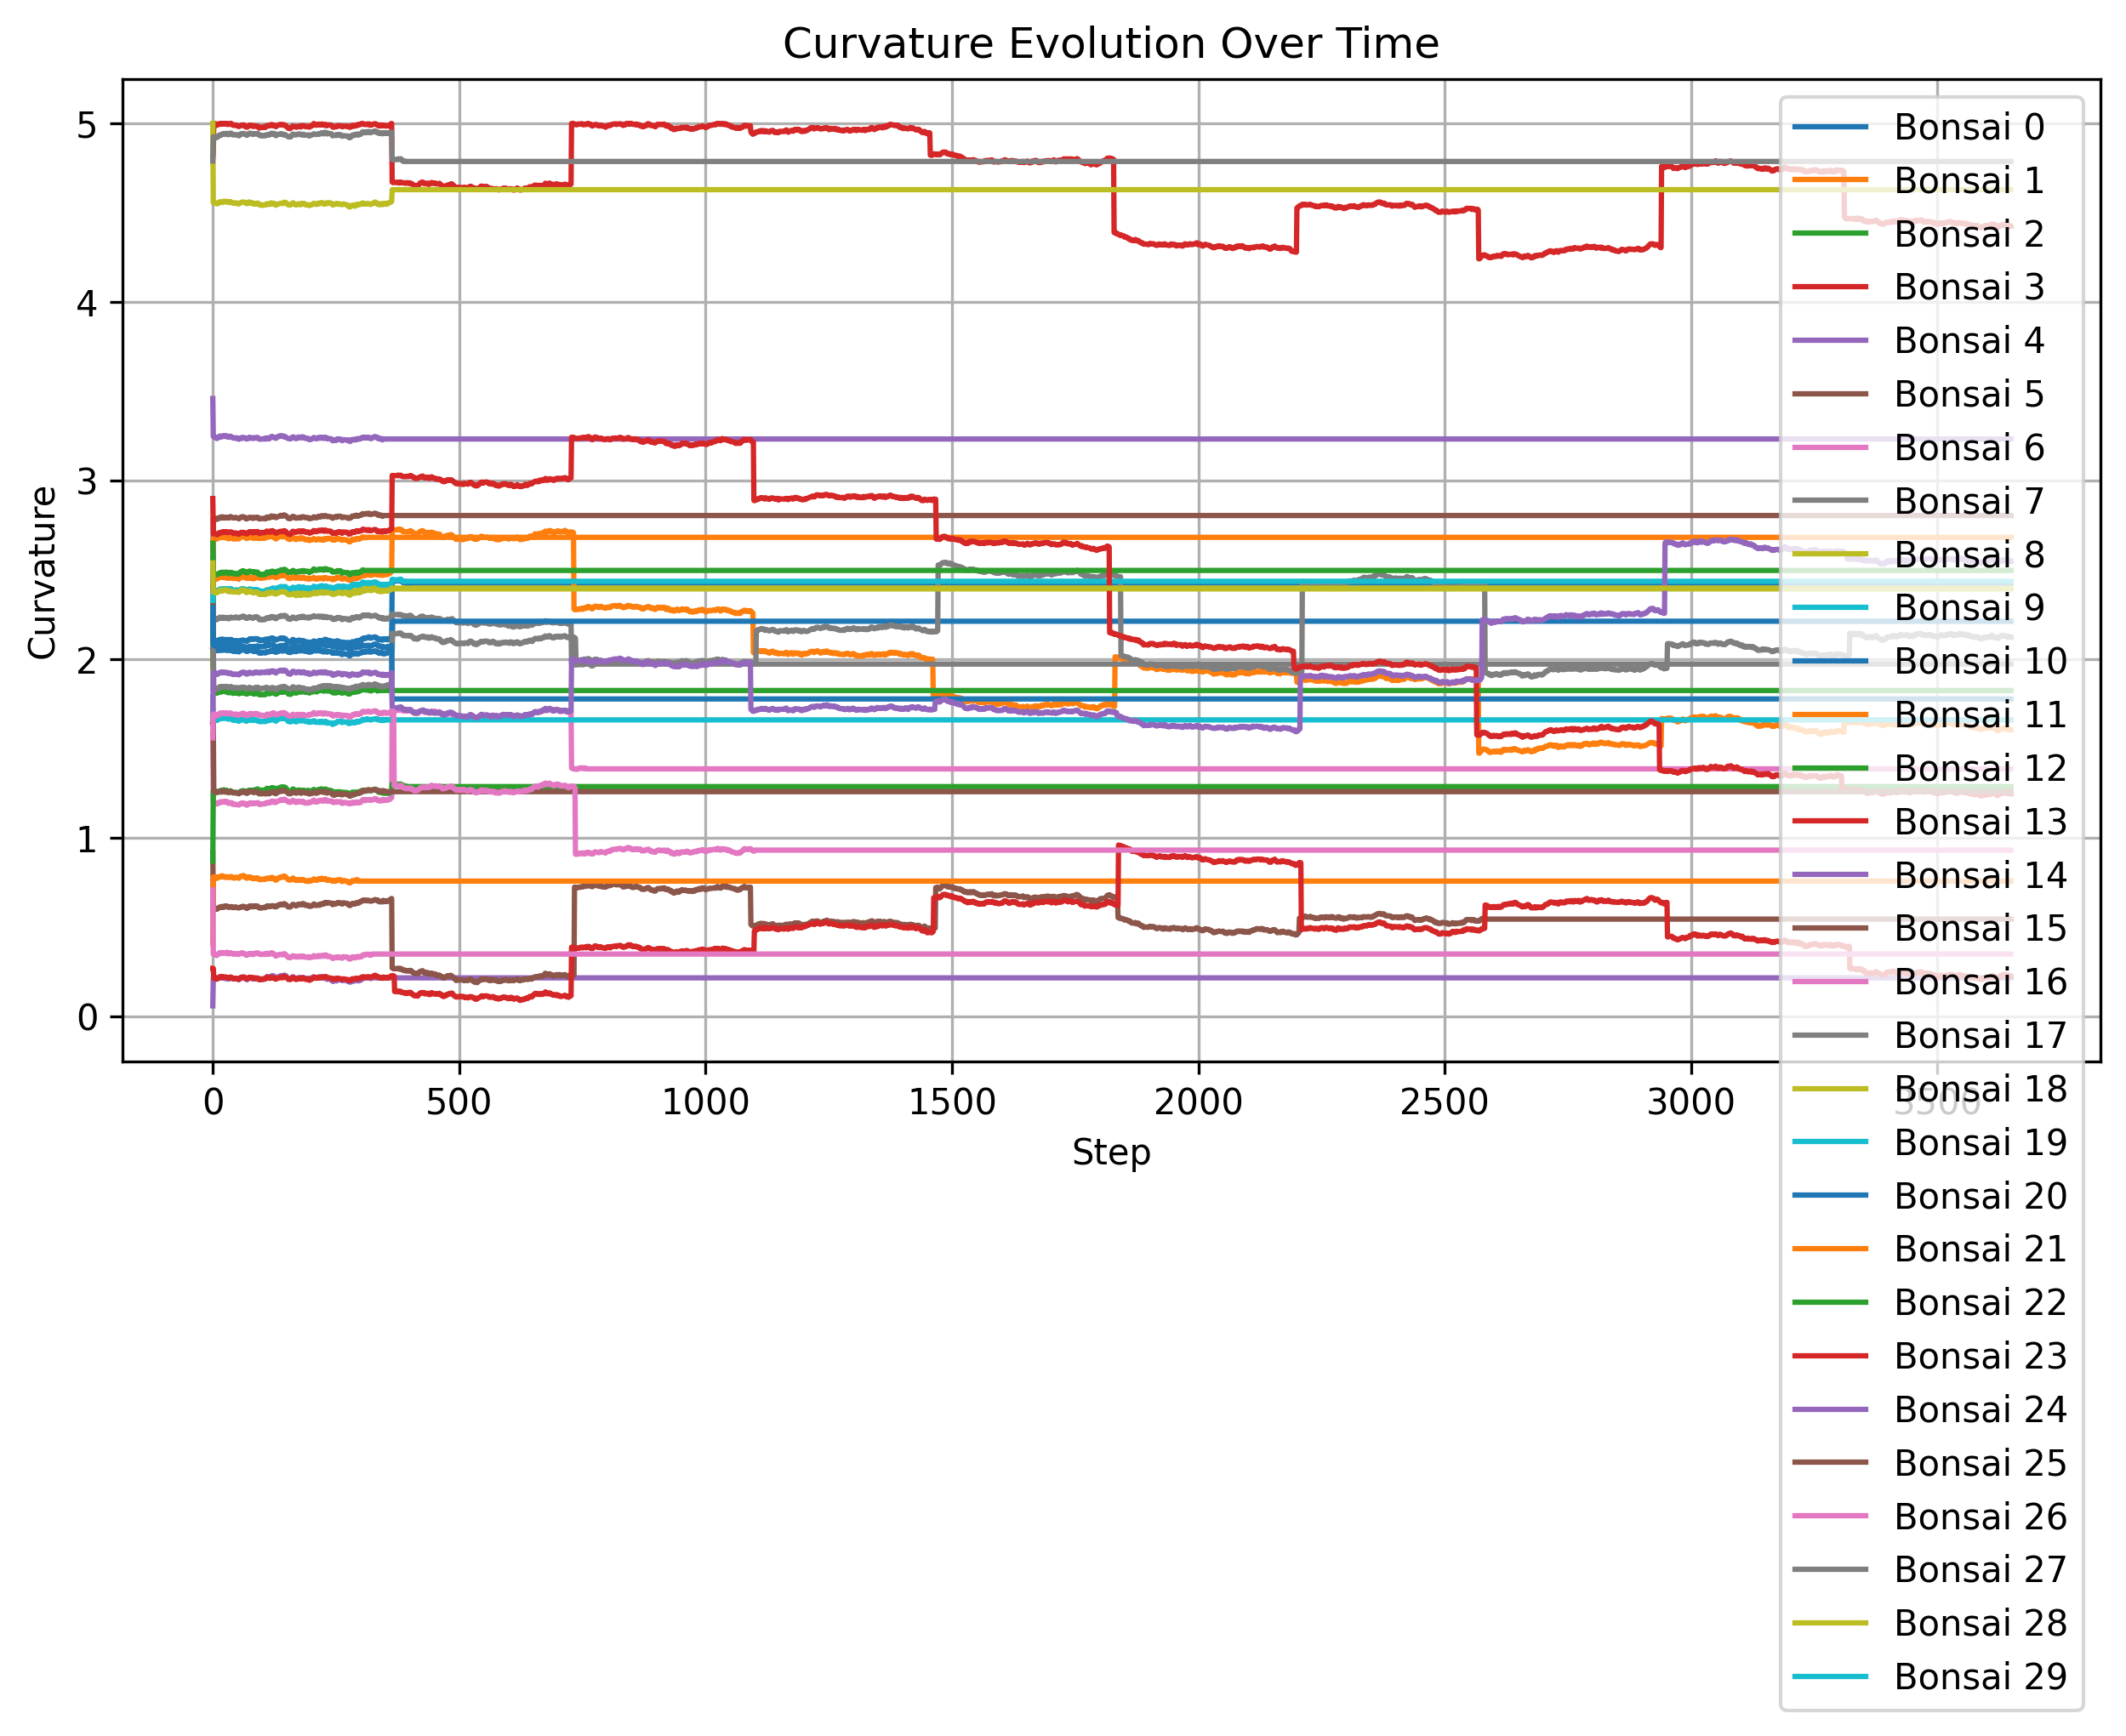 Curvature Evolution Over Time
Curvature
5
4
3
2
1
0
0 500 1000 1500 2000 2500 3000 3500
Step
Bonsai 0
Bonsai 1
Bonsai 2
Bonsai 3
Bonsai 4
Bonsai 5
Bonsai 6
Bonsai 7
Bonsai 8
Bonsai 9
Bonsai 10
Bonsai 11
Bonsai 12
Bonsai 13
Bonsai 14
Bonsai 15
Bonsai 16
Bonsai 17
Bonsai 18
Bonsai 19
Bonsai 20
Bonsai 21
Bonsai 22
Bonsai 23
Bonsai 24
Bonsai 25
Bonsai 26
Bonsai 27
Bonsai 28
Bonsai 29